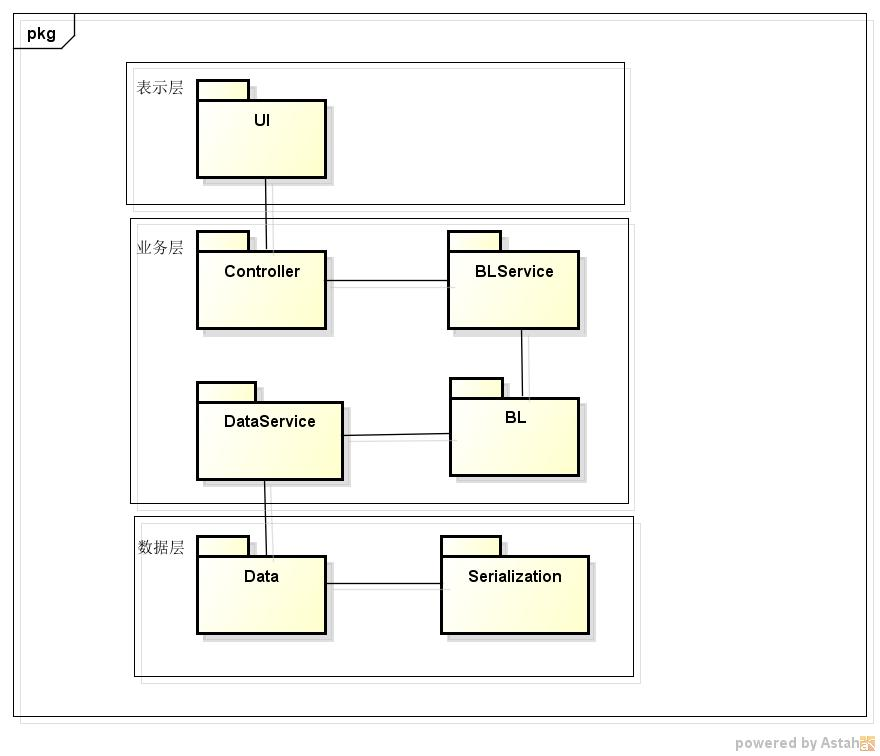 pkg
表示层
UI
业务层
Controller
BLService
DataService
BL
数据层
Data
Serialization
powered by Astah